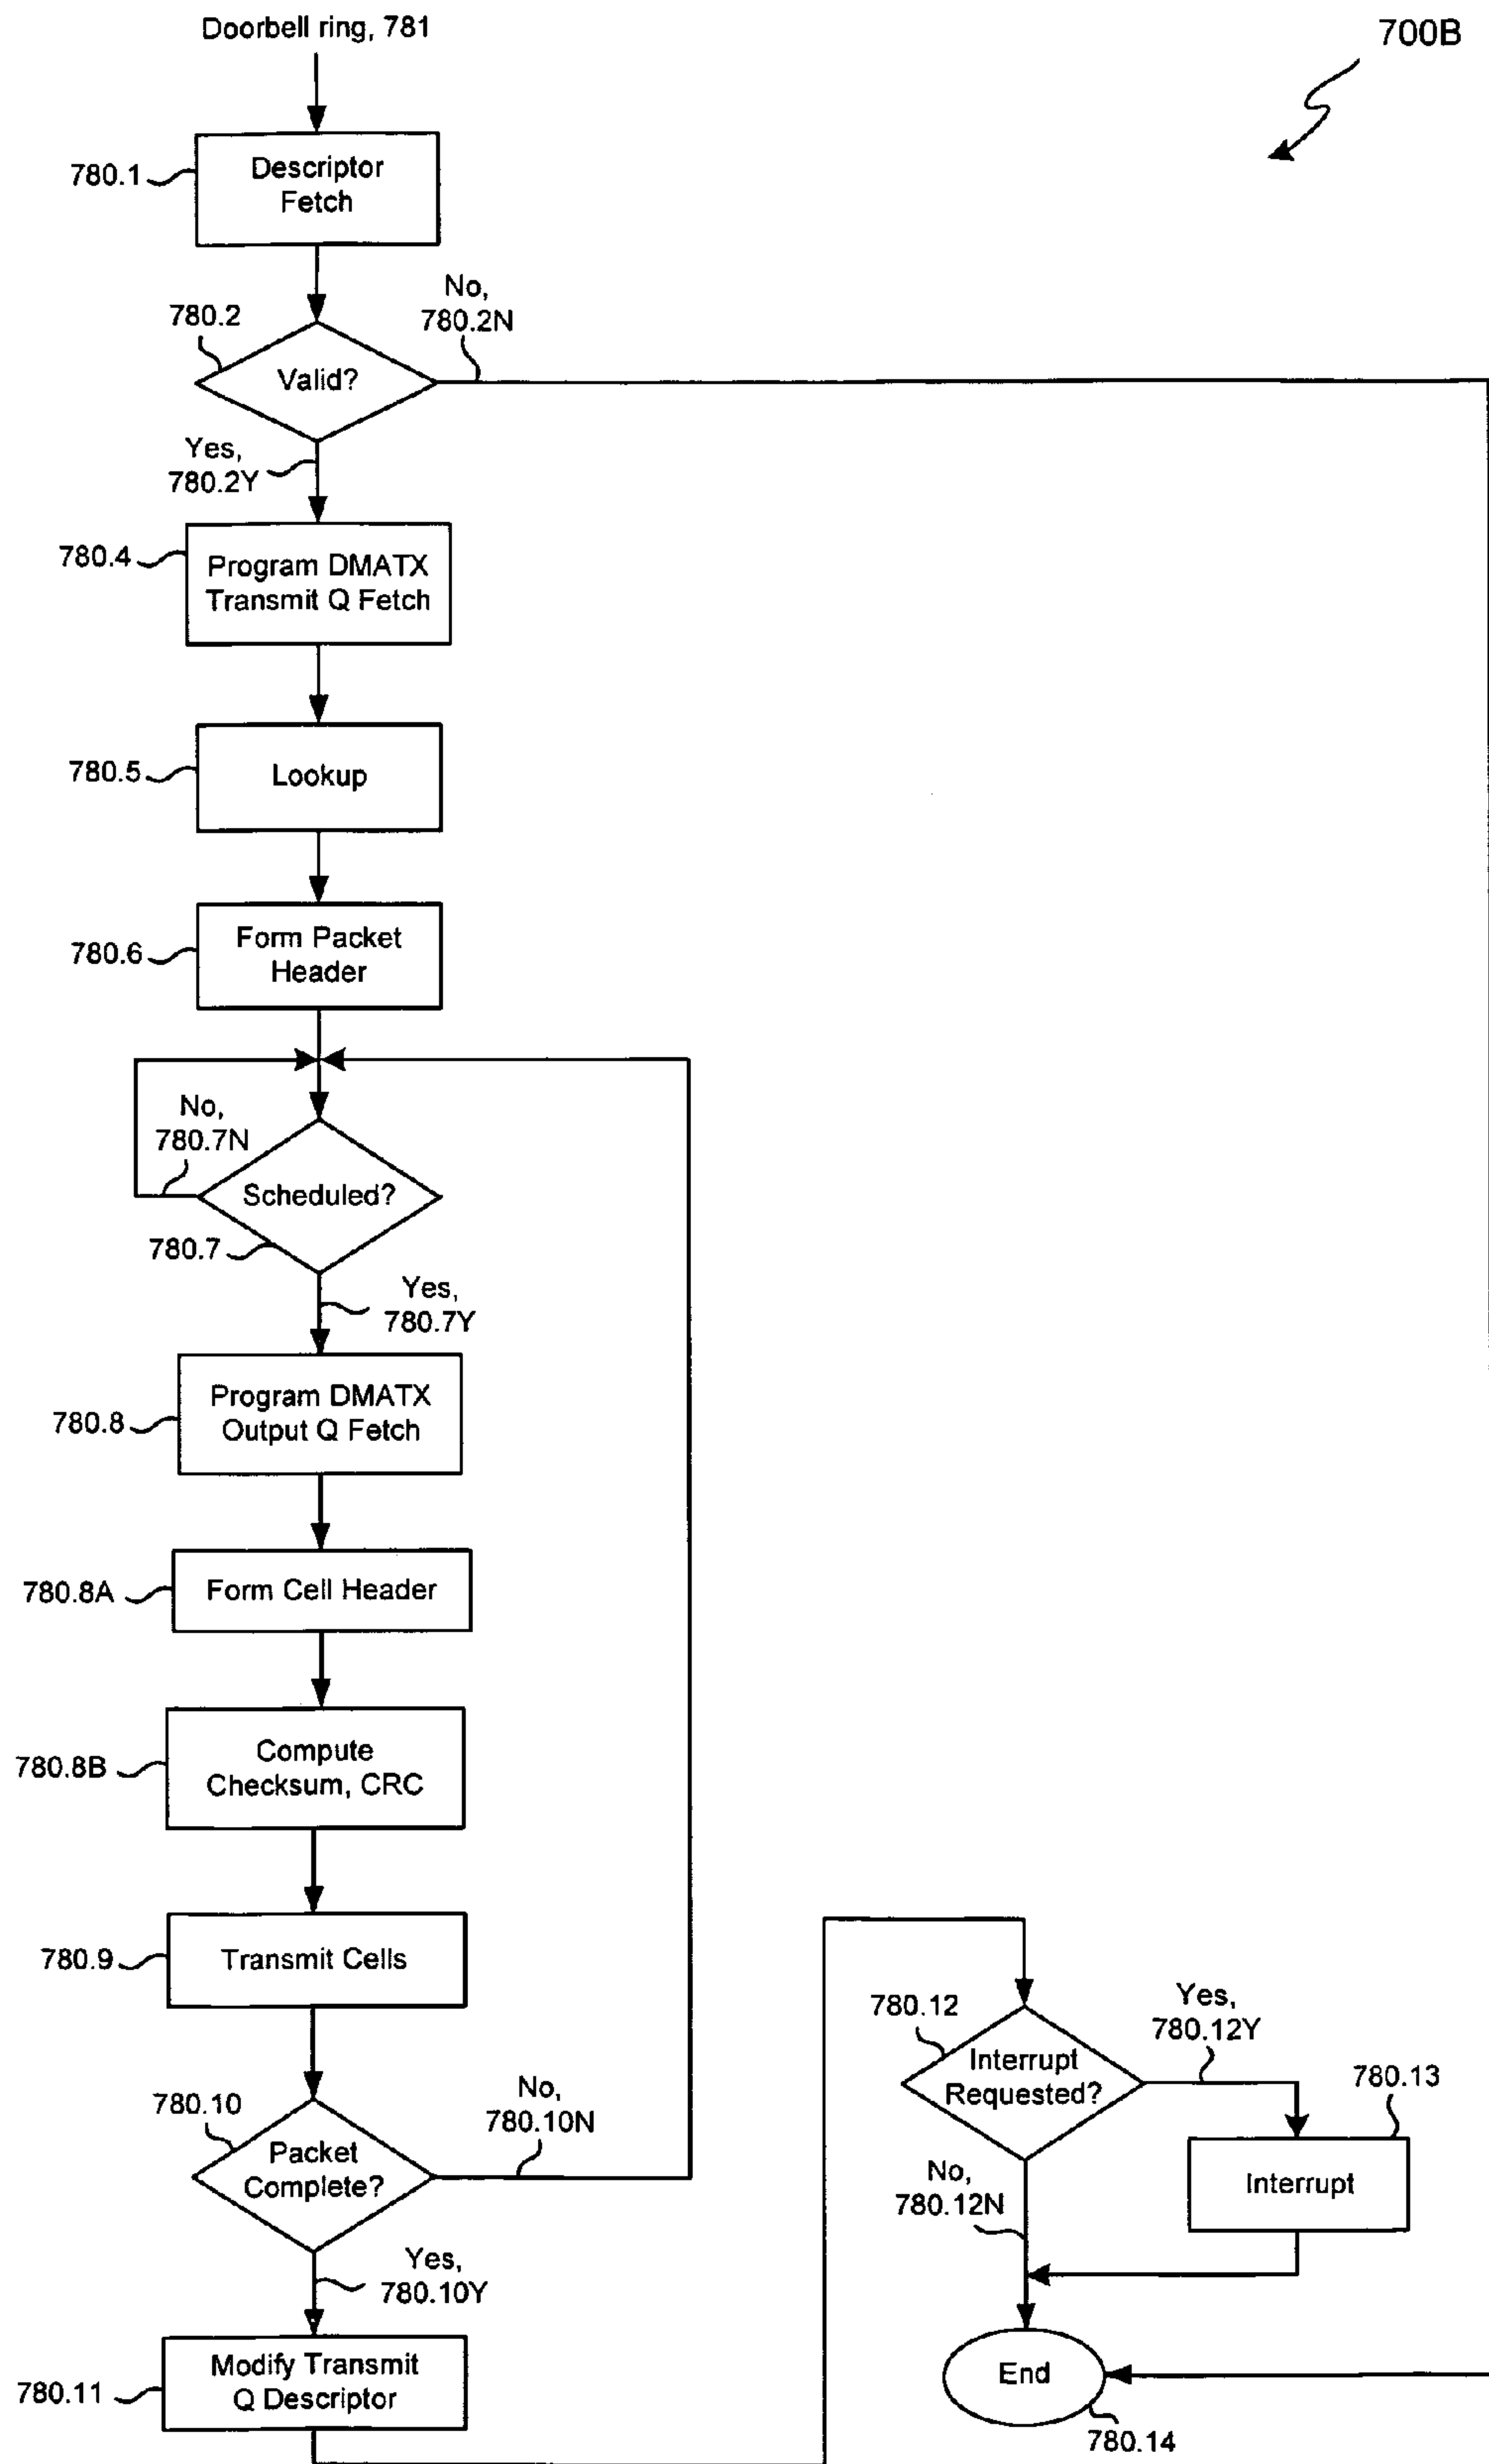 Doorbell ring, 781
700B
780.1
Descriptor
Fetch
780.2
No,
780.2N
Valid?
Yes,
780.2Y
780.4
Program DMATX
Transmit Q Fetch
780.5
Lookup
780.6
Form Packet
Header
No,
780.7N
Scheduled?
780.7
Yes,
780.7Y
780.8
Program DMATX
Output Q Fetch
780.8A
Form Cell Header
780.8B
Compute
Checksum, CRC
780.9
Transmit Cells
780.10
No,
780.10N
Packet
Complete?
Yes,
780.10Y
780.11
Modify Transmit
Q Descriptor
780.12
Yes,
780.12Y
Interrupt
Requested?
780.13
No,
780.12N
Interrupt
End
780.14